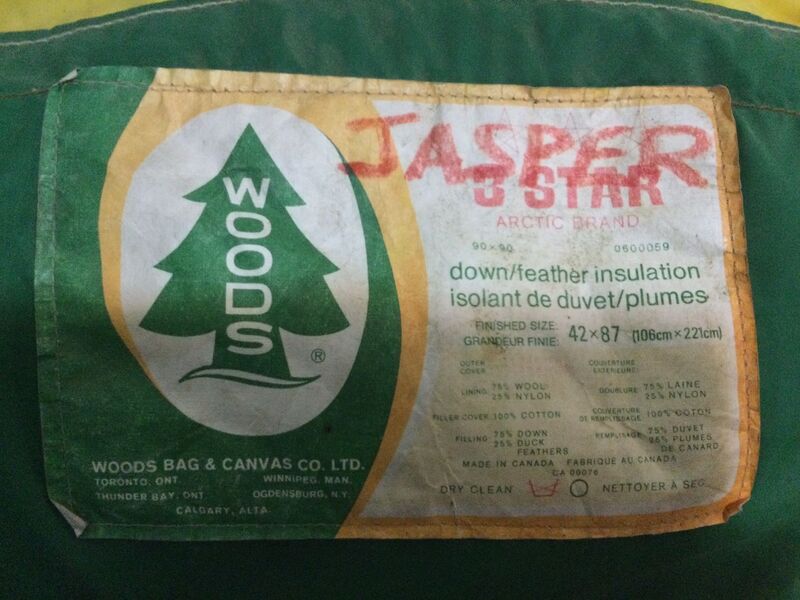 WOODS
®
WOODS BAG & CANVAS CO. LTD.
TORONTO, ONT. WINNIPEG, MAN.
THUNDER BAY, ONT. OGDENSBURG, N.Y.
CALGARY, ALTA.
JASPER
3 STAR
ARCTIC BRAND
90×90 0600059
down/feather insulation
isolant de duvet/plumes
FINISHED SIZE:
GRANDEUR FINIE: 42×87 (106cm×221cm)
OUTER COVER COUVERTURE EXTERIEURE:
LINING: 75% WOOL 25% NYLON DOUBLURE: 75% LAINE 25% NYLON
FILLER COVER: 100% COTTON COUVERTURE DE REMPLISSAGE: 100% COTON
FILLING: 75% DOWN 25% DUCK FEATHERS REMPLISSAGE: 75% DUVET 25% PLUMES DE CANARD
MADE IN CANADA FABRIQUE AU CANADA
CA 00076
DRY CLEAN NETTOYER À SEC